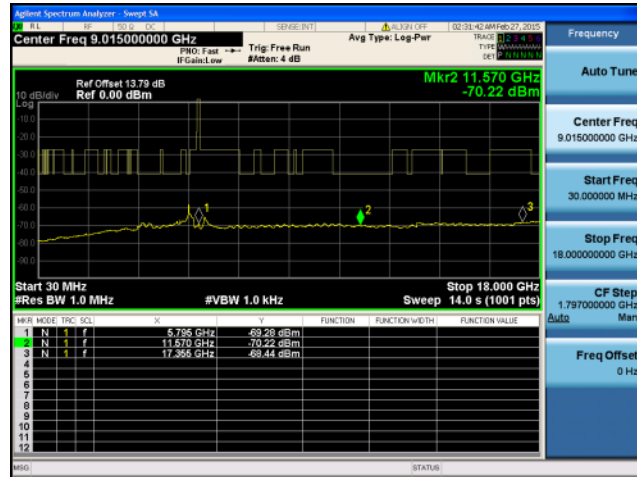 Agilent Spectrum Analyzer - Swept SA
RL RF 50 Ω DC SENSE:INT ALIGN OFF 02:31:42 AM Feb 27, 2015
Center Freq 9.015000000 GHz
PNO: Fast Trig: Free Run Avg Type: Log-Pwr TRACE 1 2 3 4 5 6
TYPE
IFGain:Low #Atten: 4 dB DET P N N N N N
Frequency
Auto Tune
Mkr2 11.570 GHz
-70.22 dBm
Ref Offset 13.79 dB
10 dB/div Ref 0.00 dBm
Log
-10.0
-20.0
-30.0
-40.0
-50.0
-60.0
-80.0
-90.0
1
2
3
Start 30 MHz Stop 18.000 GHz
#Res BW 1.0 MHz #VBW 1.0 kHz Sweep 14.0 s (1001 pts)
MKR MODE TRC SCL X Y FUNCTION FUNCTION WIDTH FUNCTION VALUE
1 N 1 f 5.795 GHz -69.28 dBm
2 N 1 f 11.570 GHz -70.22 dBm
3 N 1 f 17.355 GHz -68.44 dBm
4
5
6
7
8
9
10
11
12
Center Freq
9.015000000 GHz
Start Freq
30.000000 MHz
Stop Freq
18.000000000 GHz
CF Step
1.797000000 GHz
Auto Man
Freq Offset
0 Hz
MSG STATUS